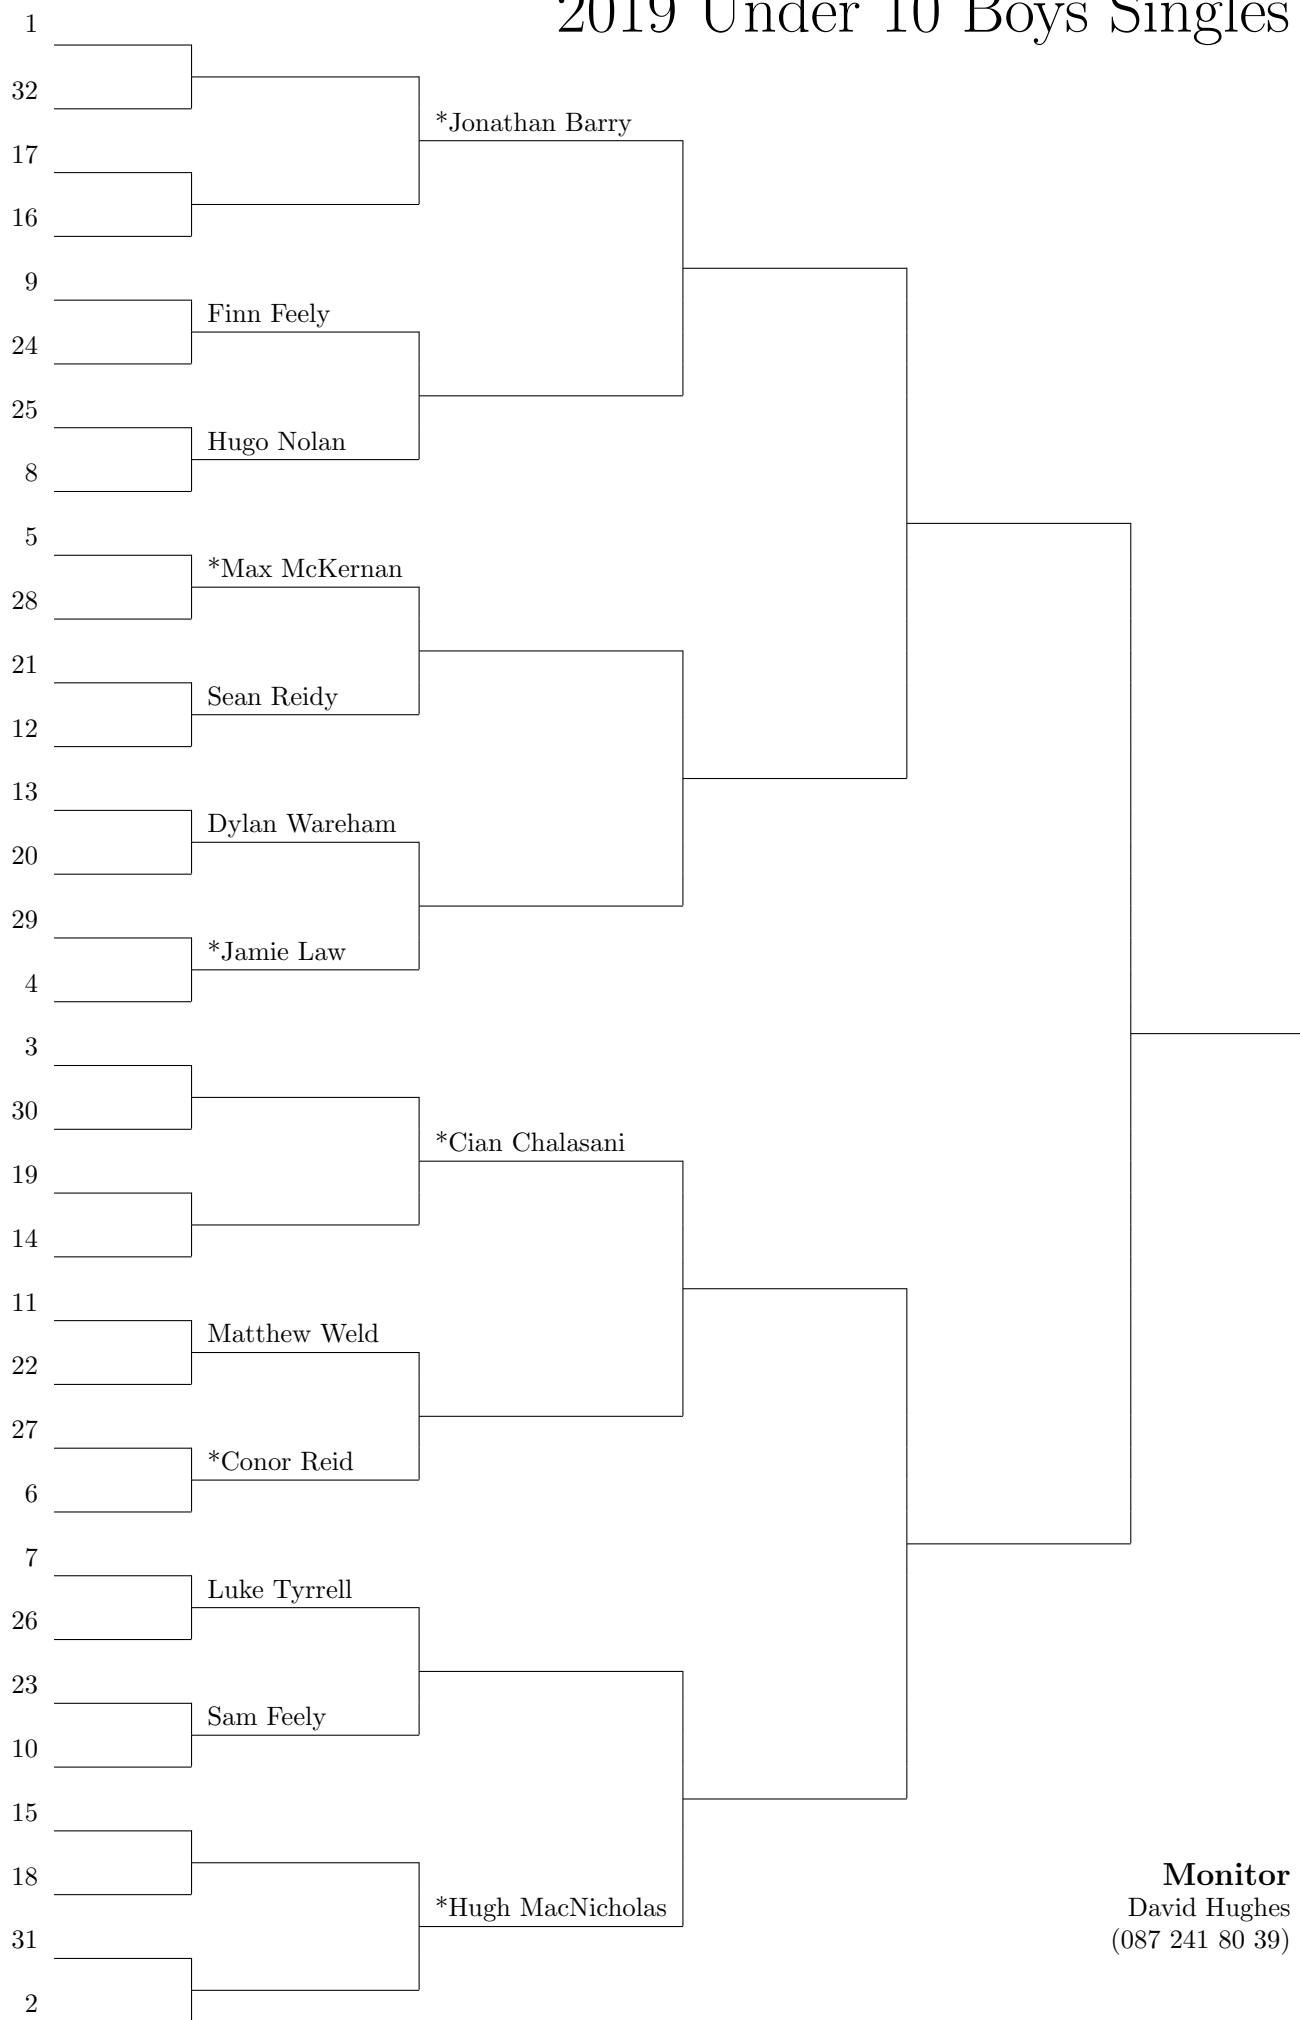 2019 Under 10 Boys Singles
1
32
*Jonathan Barry
17
16
9
Finn Feely
24
25
Hugo Nolan
8
5
*Max McKernan
28
21
Sean Reidy
12
13
Dylan Wareham
20
29
*Jamie Law
4
3
30
*Cian Chalasani
19
14
11
Matthew Weld
22
27
*Conor Reid
6
7
Luke Tyrrell
26
23
Sam Feely
10
15
18
*Hugh MacNicholas
31
2
Monitor
David Hughes
(087 241 80 39)